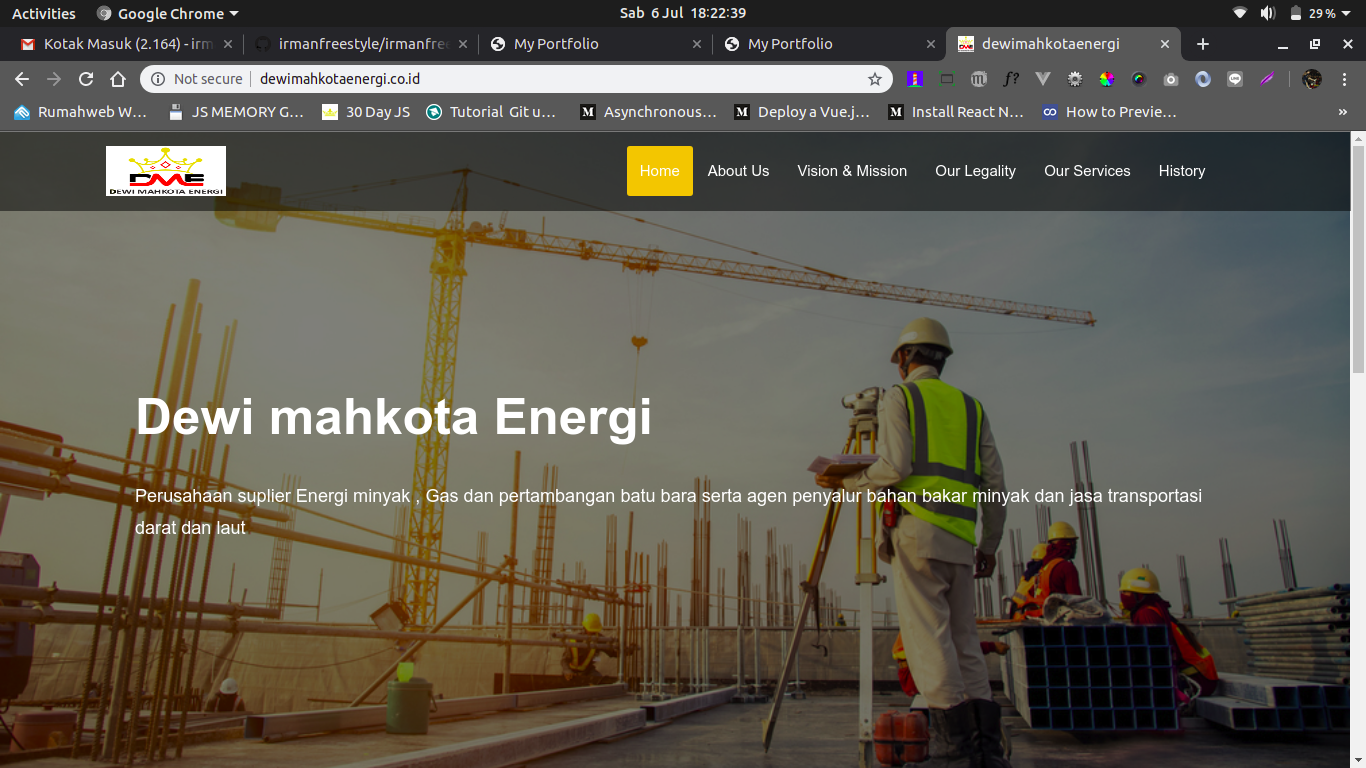 Activities
Google Chrome
Sab 6 Jul 18:22:39
29 %
Kotak Masuk (2.164) - irm
irmanfreestyle/irmanfree
My Portfolio
My Portfolio
dewimahkotaenergi
Not secure
dewimahkotaenergi.co.id
f?
Rumahweb W...
JS MEMORY G...
30 Day JS
Tutorial Git u...
Asynchronous...
Deploy a Vue.j...
Install React N...
How to Previe...
»
DME
DEWI MAHKOTA ENERGI
Home
About Us
Vision & Mission
Our Legality
Our Services
History
Dewi mahkota Energi
Perusahaan suplier Energi minyak , Gas dan pertambangan batu bara serta agen penyalur bahan bakar minyak dan jasa transportasi
darat dan laut